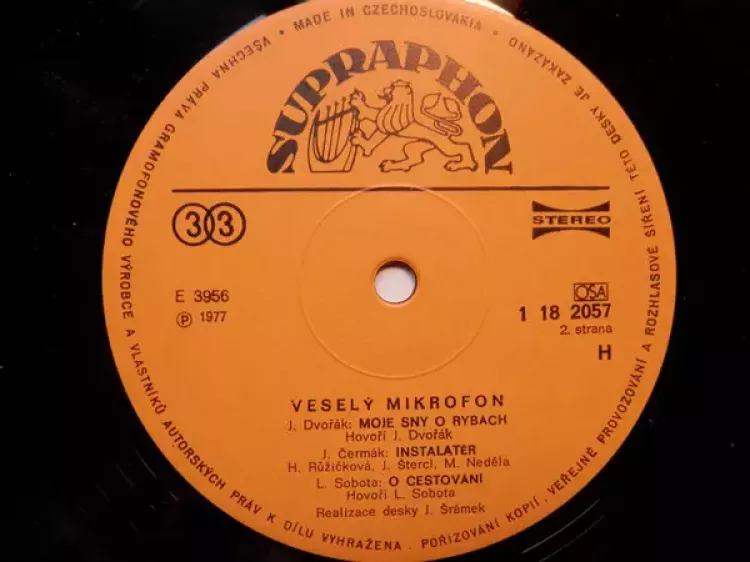 VŠECHNA PRÁVA GRAMOFONOVÉHO VÝROBCE A VLASTNÍKŮ AUTORSKÝCH PRÁV K DÍLU VYHRAŽENA. POŘIZOVÁNÍ KOPIÍ, VEŘEJNÉ PROVOZOVÁNÍ A ROZHLASOVÉ ŠÍŘENÍ TÉTO DESKY JE ZAKÁZÁNO
• MADE IN CZECHOSLOVAKIA •
SUPRAPHON
33
STEREO
E 3956
OSA
℗ 1977
1 18 2057
2. strana
H
VESELÝ MIKROFON
J. Dvořák: MOJE SNY O RYBÁCH
Hovoří J. Dvořák
J. Čermák: INSTALATÉR
H. Růžičková, J. Štercl, M. Neděla
L. Sobota: O CESTOVÁNÍ
Hovoří L. Sobota
Realizace desky J. Šrámek